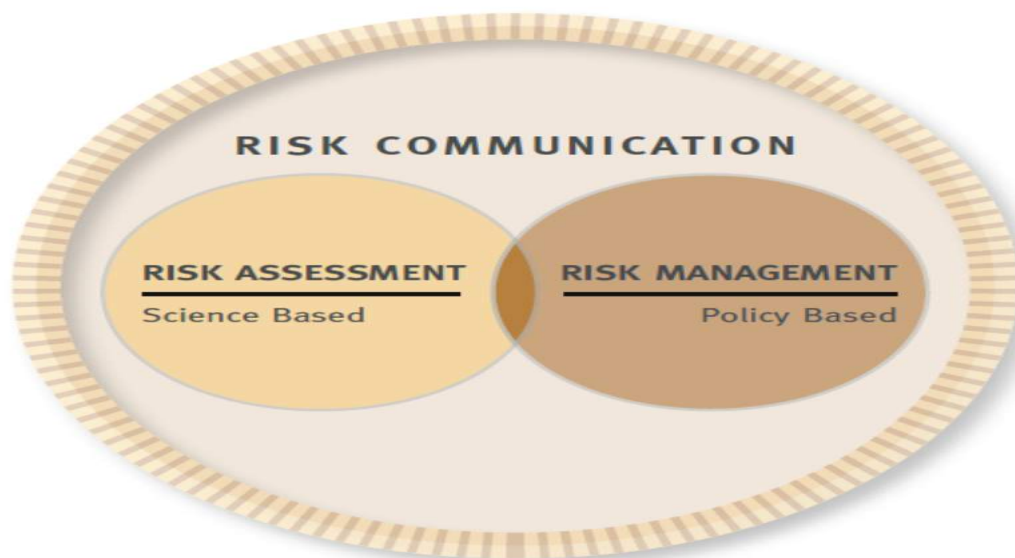 RISK COMMUNICATION
RISK ASSESSMENT
Science Based
RISK MANAGEMENT
Policy Based